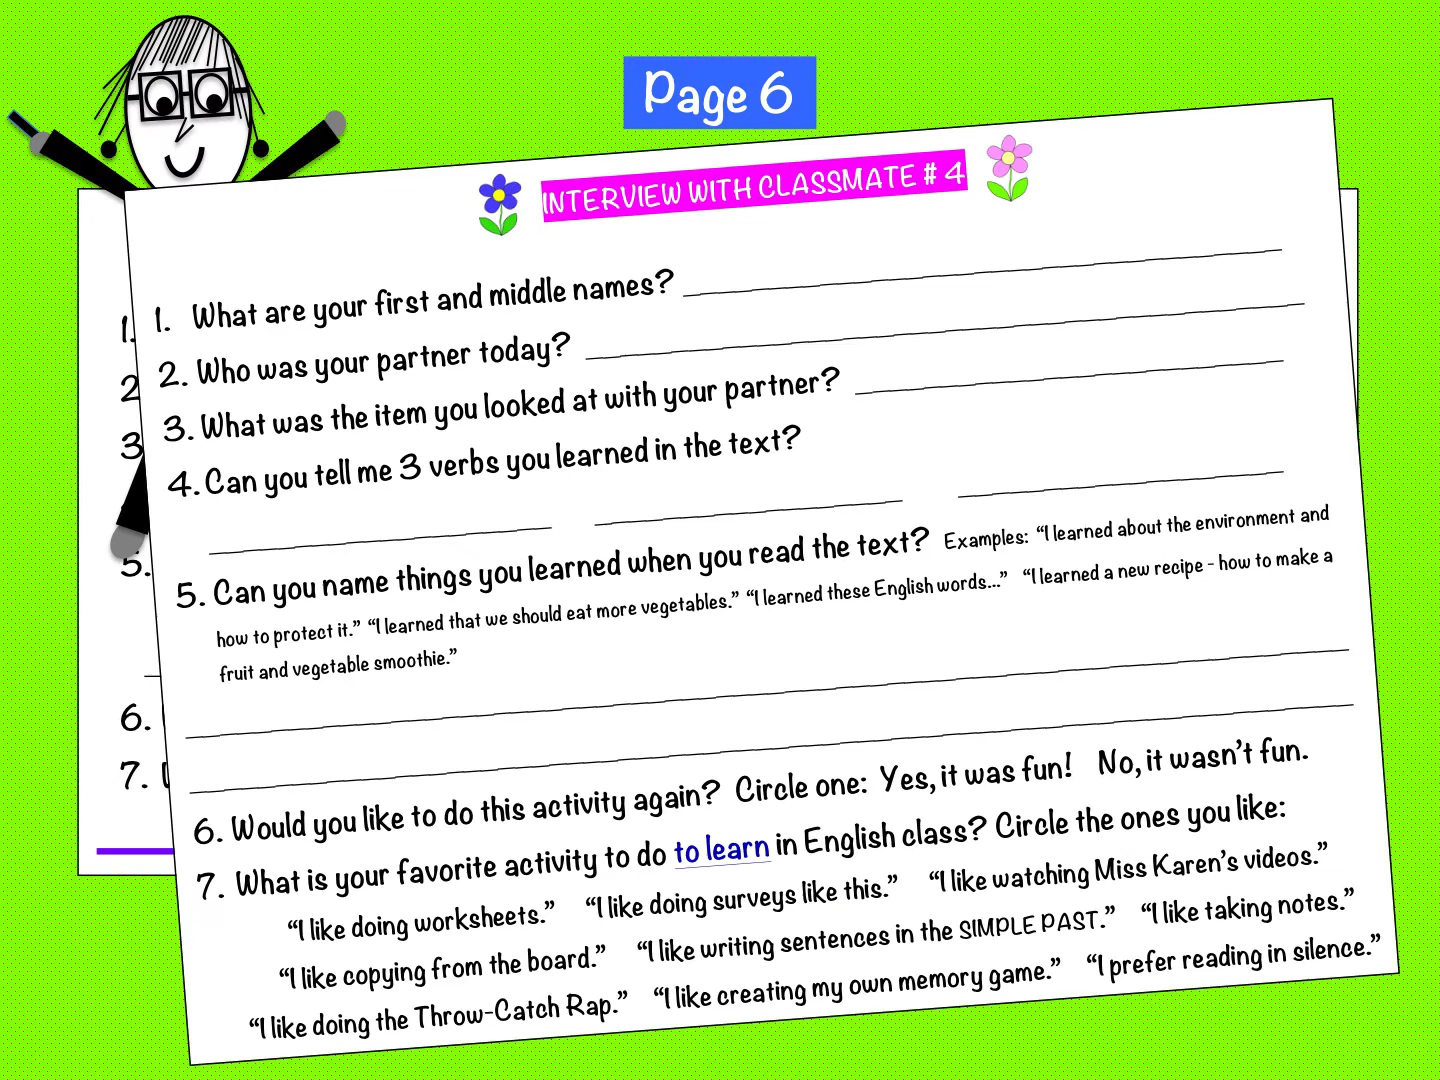 Page 6
INTERVIEW WITH CLASSMATE # 4
1. What are your first and middle names?
2. Who was your partner today?
3. What was the item you looked at with your partner?
4. Can you tell me 3 verbs you learned in the text?
5. Can you name things you learned when you read the text? Examples: “I learned about the environment and
how to protect it.” “I learned that we should eat more vegetables.” “I learned these English words...” “I learned a new recipe - how to make a
fruit and vegetable smoothie.”
6. Would you like to do this activity again? Circle one: Yes, it was fun! No, it wasn’t fun.
7. What is your favorite activity to do to learn in English class? Circle the ones you like:
“I like doing worksheets.” “I like doing surveys like this.” “I like watching Miss Karen’s videos.”
“I like copying from the board.” “I like writing sentences in the SIMPLE PAST.” “I like taking notes.”
“I like doing the Throw-Catch Rap.” “I like creating my own memory game.” “I prefer reading in silence.”
1.
2
3
5.
6.
7.